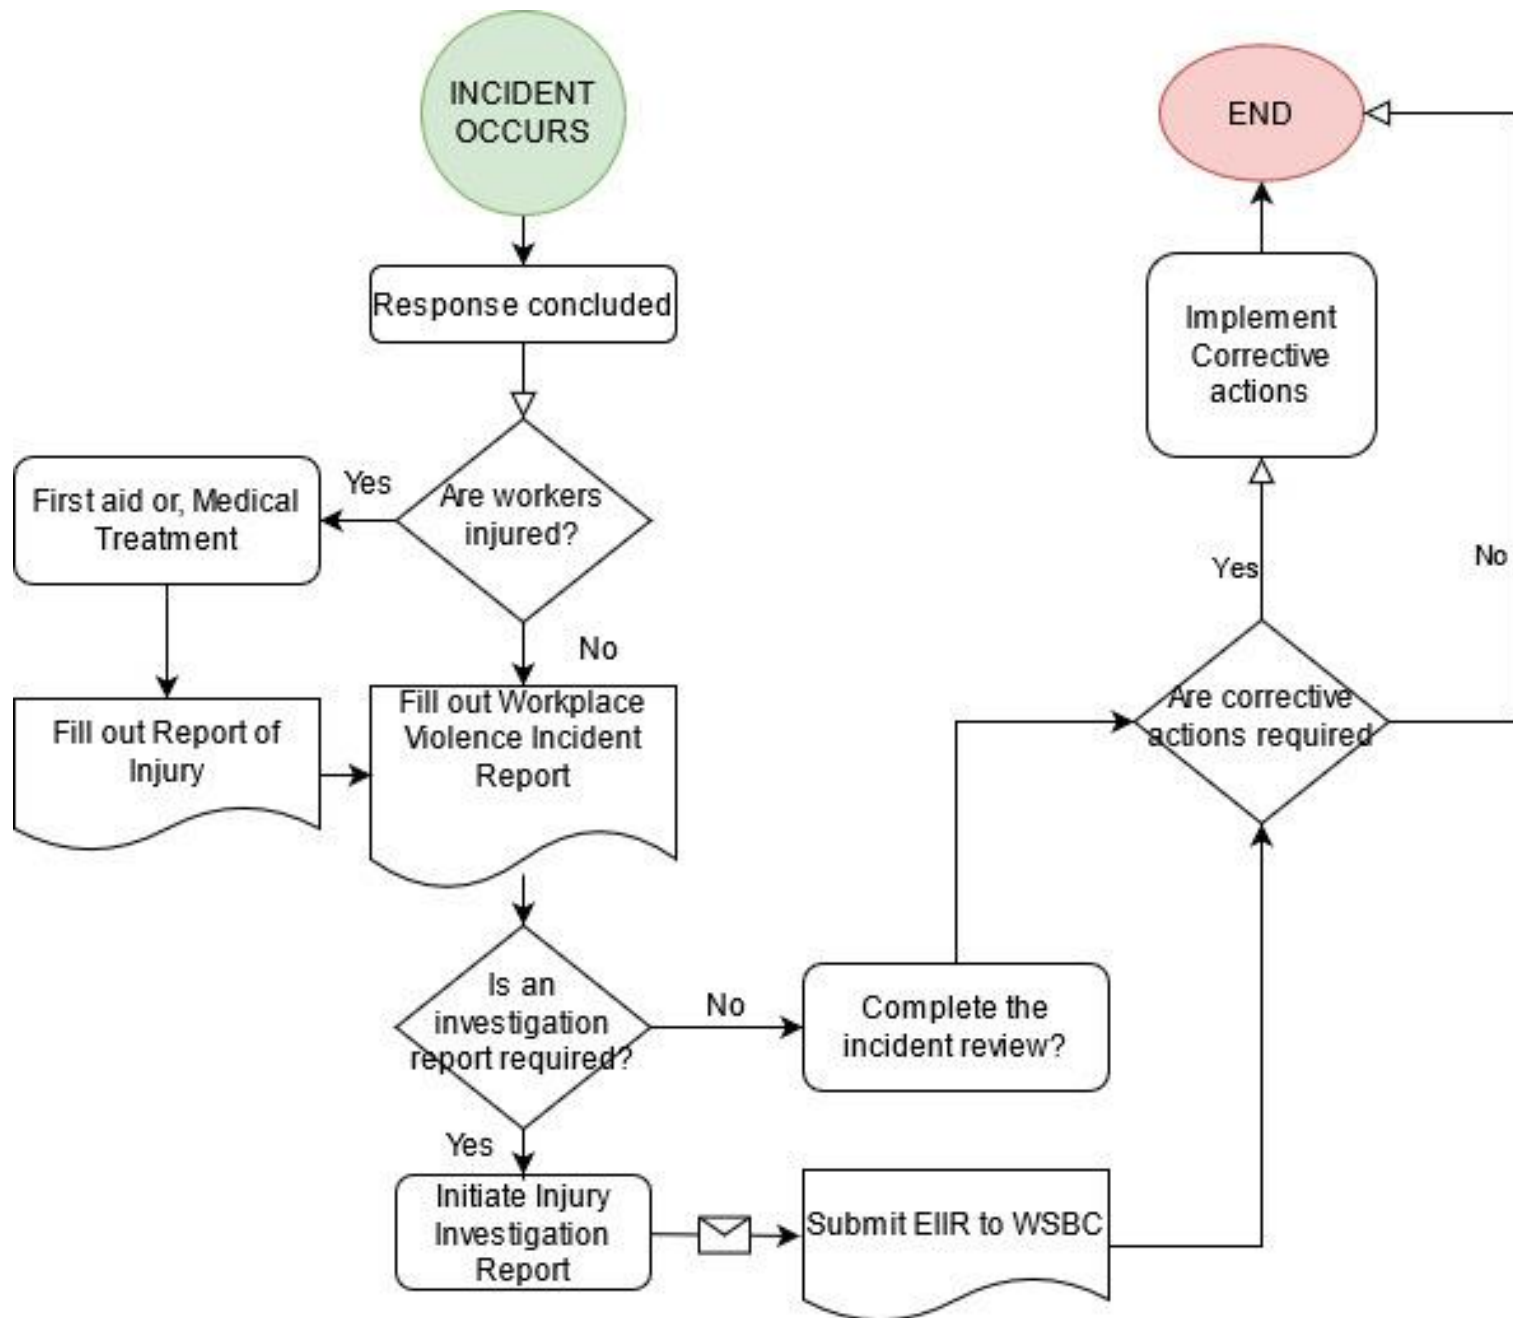 INCIDENT
OCCURS
Response concluded
Are workers
injured?
Yes
First aid or, Medical
Treatment
No
Fill out Report of
Injury
Fill out Workplace
Violence Incident
Report
Is an
investigation
report required?
No
Complete the
incident review?
Yes
Initiate Injury
Investigation
Report
Submit EIIR to WSBC
Are corrective
actions required
Yes
No
Implement
Corrective
actions
END